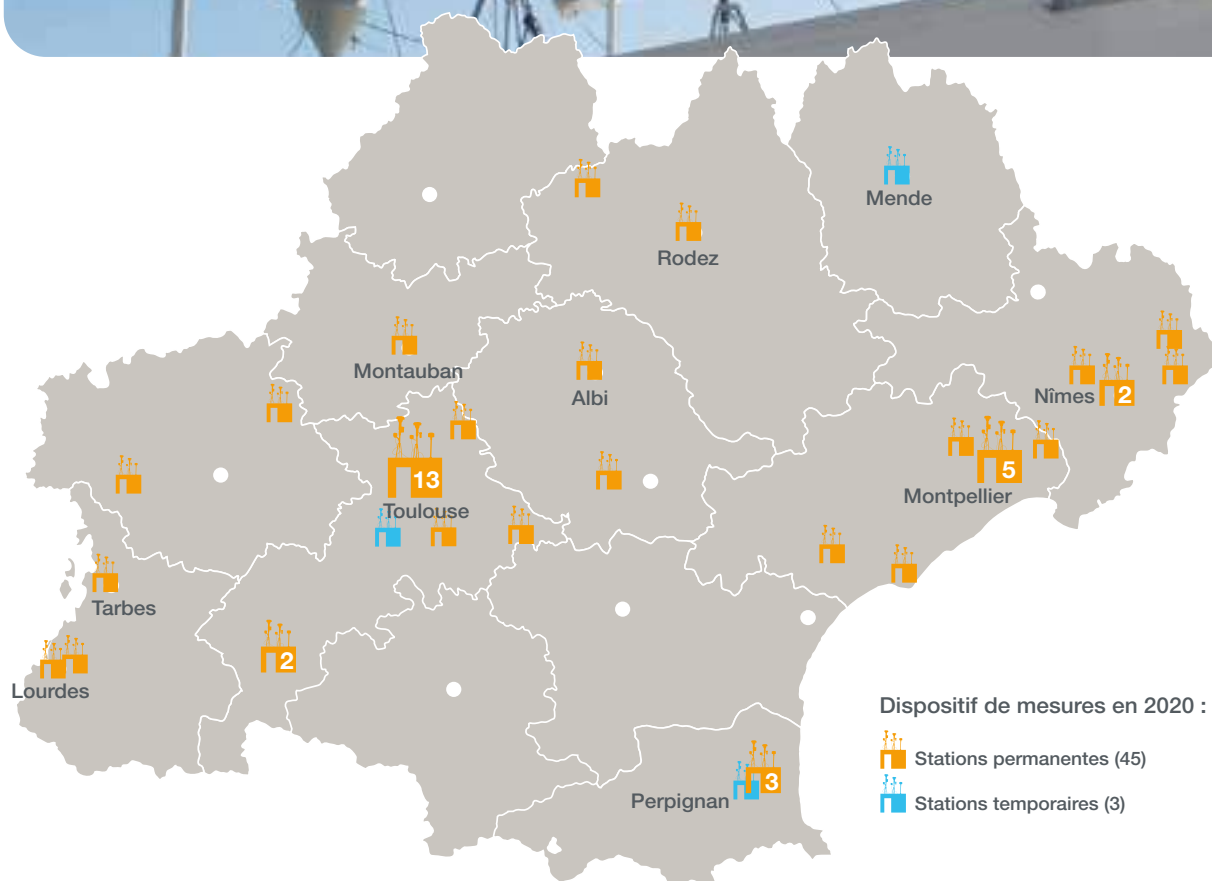 Mende
Rodez
Montauban
Albi
Nîmes
2
13
Toulouse
5
Montpellier
Tarbes
2
Lourdes
Perpignan
3
Dispositif de mesures en 2020 :
Stations permanentes (45)
Stations temporaires (3)